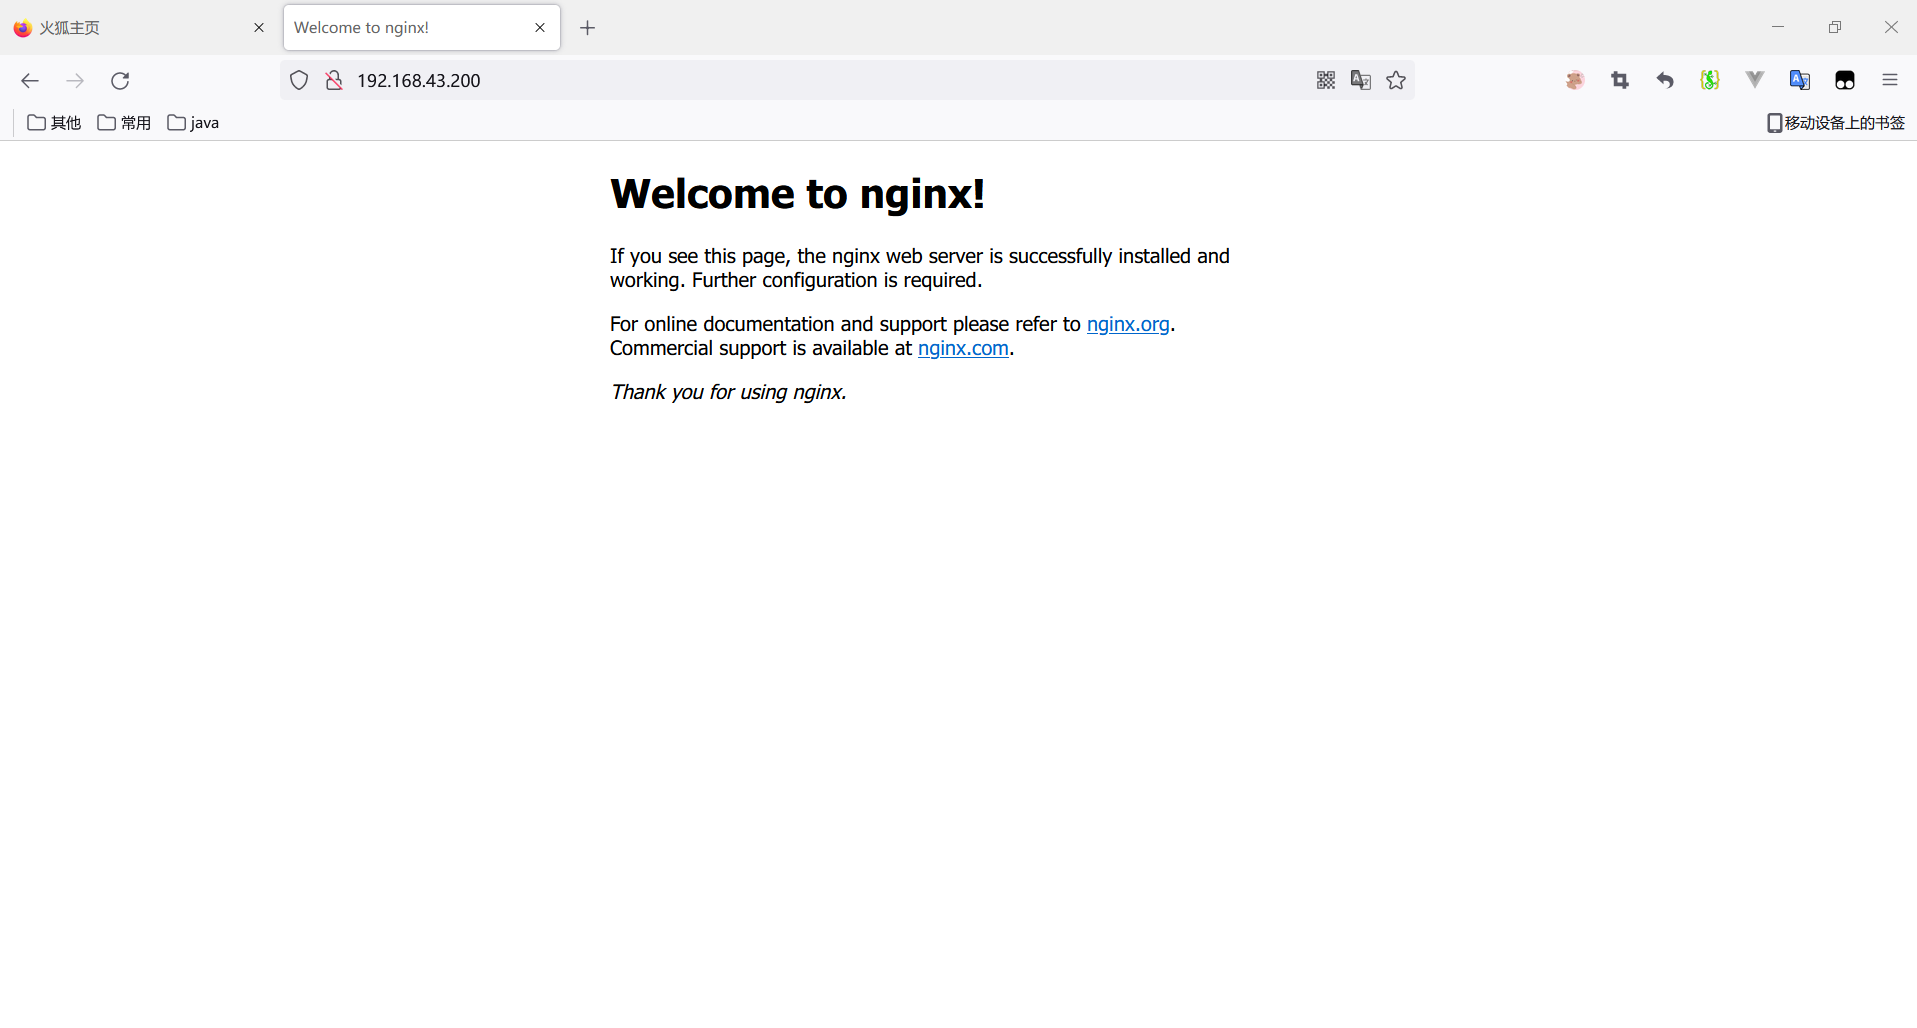 火狐主页
Welcome to nginx!
192.168.43.200
其他
常用
java
移动设备上的书签
Welcome to nginx!
If you see this page, the nginx web server is successfully installed and
working. Further configuration is required.
For online documentation and support please refer to nginx.org.
Commercial support is available at nginx.com.
Thank you for using nginx.